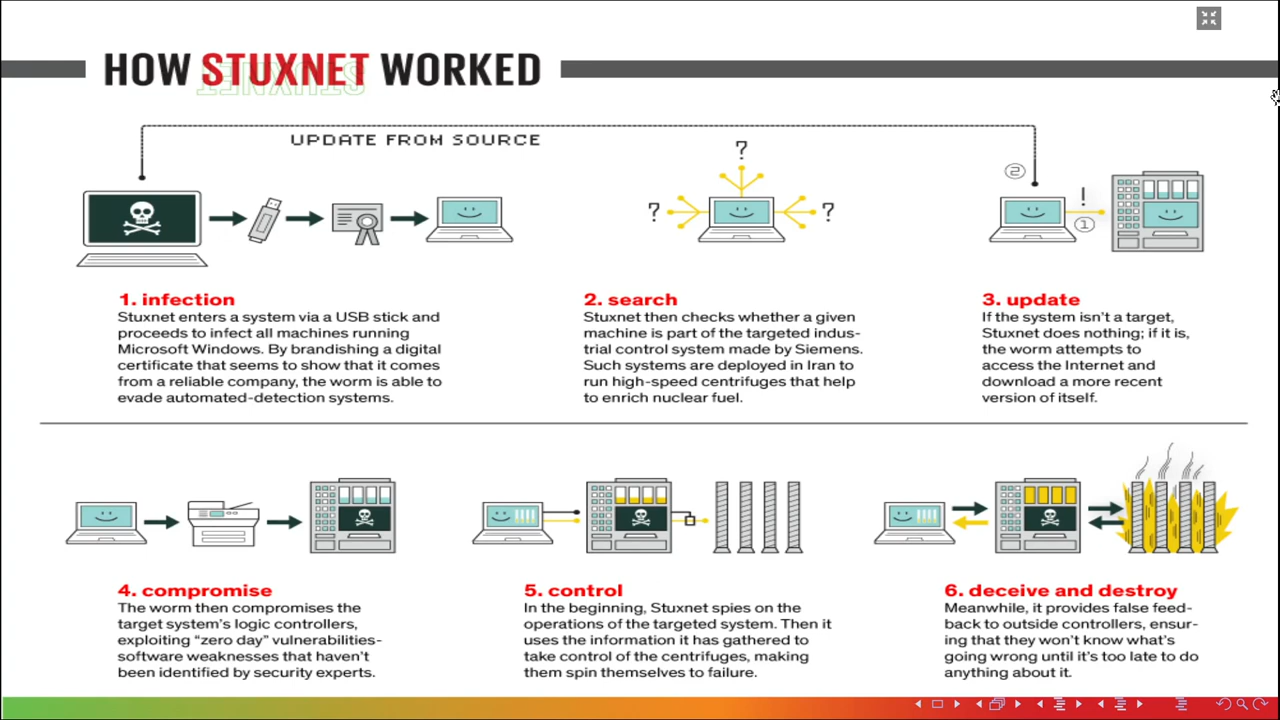 HOW STUXNET WORKED
UPDATE FROM SOURCE
?
?
?
2
!
1
1. infection
Stuxnet enters a system via a USB stick and
proceeds to infect all machines running
Microsoft Windows. By brandishing a digital
certificate that seems to show that it comes
from a reliable company, the worm is able to
evade automated-detection systems.
2. search
Stuxnet then checks whether a given
machine is part of the targeted indus-
trial control system made by Siemens.
Such systems are deployed in Iran to
run high-speed centrifuges that help
to enrich nuclear fuel.
3. update
If the system isn't a target,
Stuxnet does nothing; if it is,
the worm attempts to
access the Internet and
download a more recent
version of itself.
4. compromise
The worm then compromises the
target system's logic controllers,
exploiting “zero day” vulnerabilities-
software weaknesses that haven't
been identified by security experts.
5. control
In the beginning, Stuxnet spies on the
operations of the targeted system. Then it
uses the information it has gathered to
take control of the centrifuges, making
them spin themselves to failure.
6. deceive and destroy
Meanwhile, it provides false feed-
back to outside controllers, ensur-
ing that they won't know what's
going wrong until it's too late to do
anything about it.